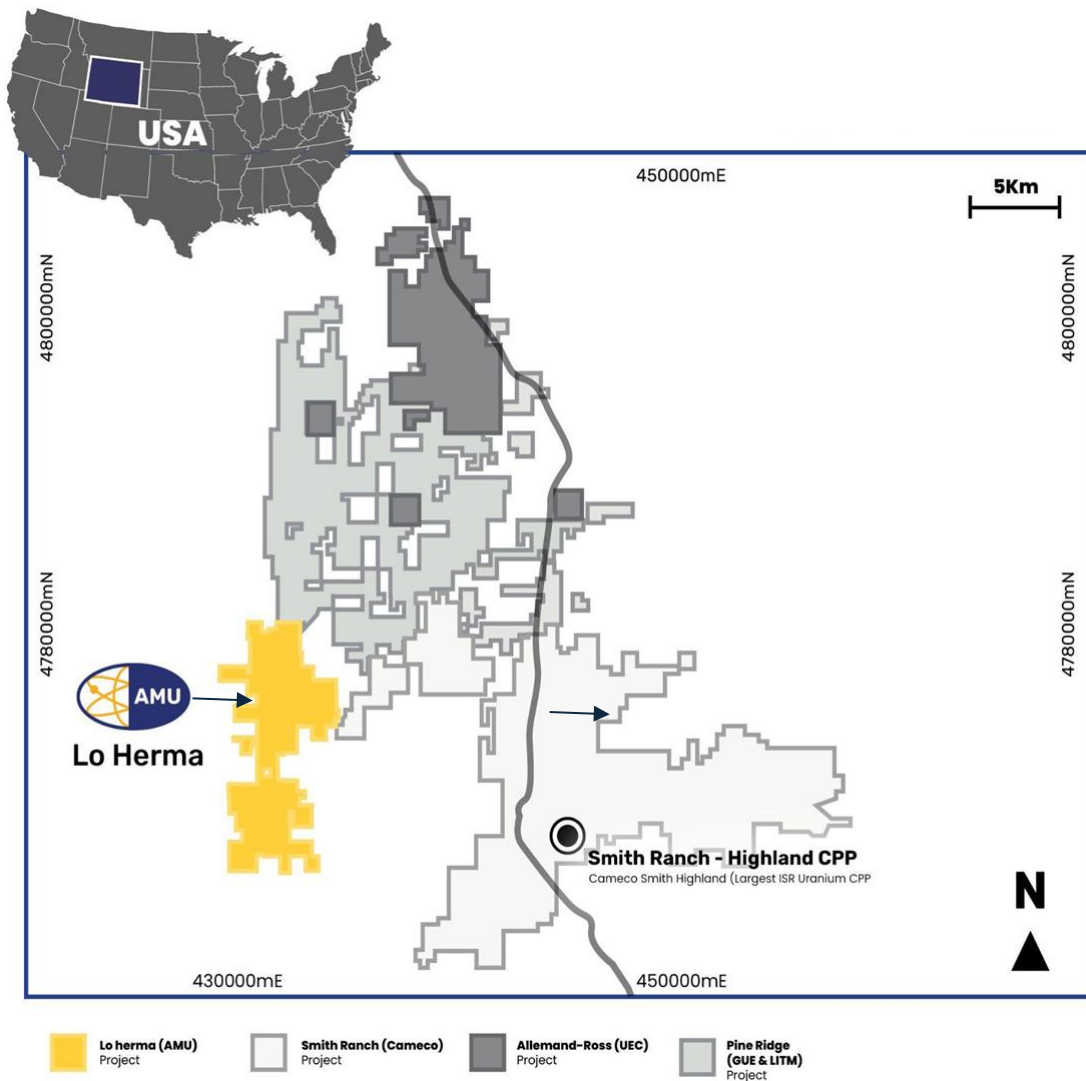 USA
450000mE
5Km
4800000mN
4800000mN
4780000mN
4780000mN
AMU
Lo Herma
Smith Ranch - Highland CPP
Cameco Smith Highland (Largest ISR Uranium CPP
N
430000mE
450000mE
Lo herma (AMU)
Project
Smith Ranch (Cameco)
Project
Allemand-Ross (UEC)
Project
Pine Ridge
(GUE & LITM)
Project